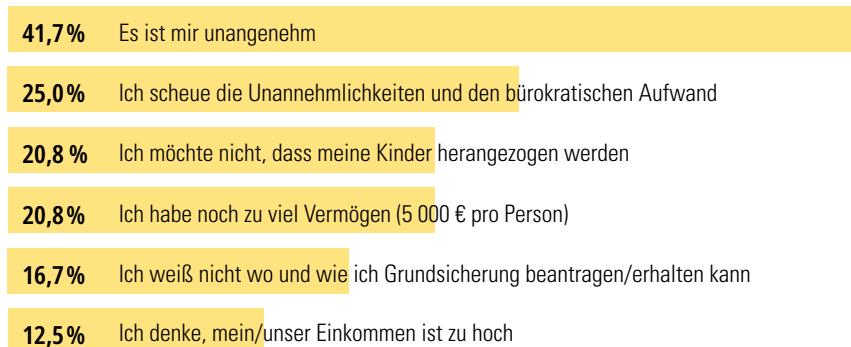 41,7 % Es ist mir unangenehm
25,0 % Ich scheue die Unannehmlichkeiten und den bürokratischen Aufwand
20,8 % Ich möchte nicht, dass meine Kinder herangezogen werden
20,8 % Ich habe noch zu viel Vermögen (5 000 € pro Person)
16,7 % Ich weiß nicht wo und wie ich Grundsicherung beantragen/erhalten kann
12,5 % Ich denke, mein/unser Einkommen ist zu hoch